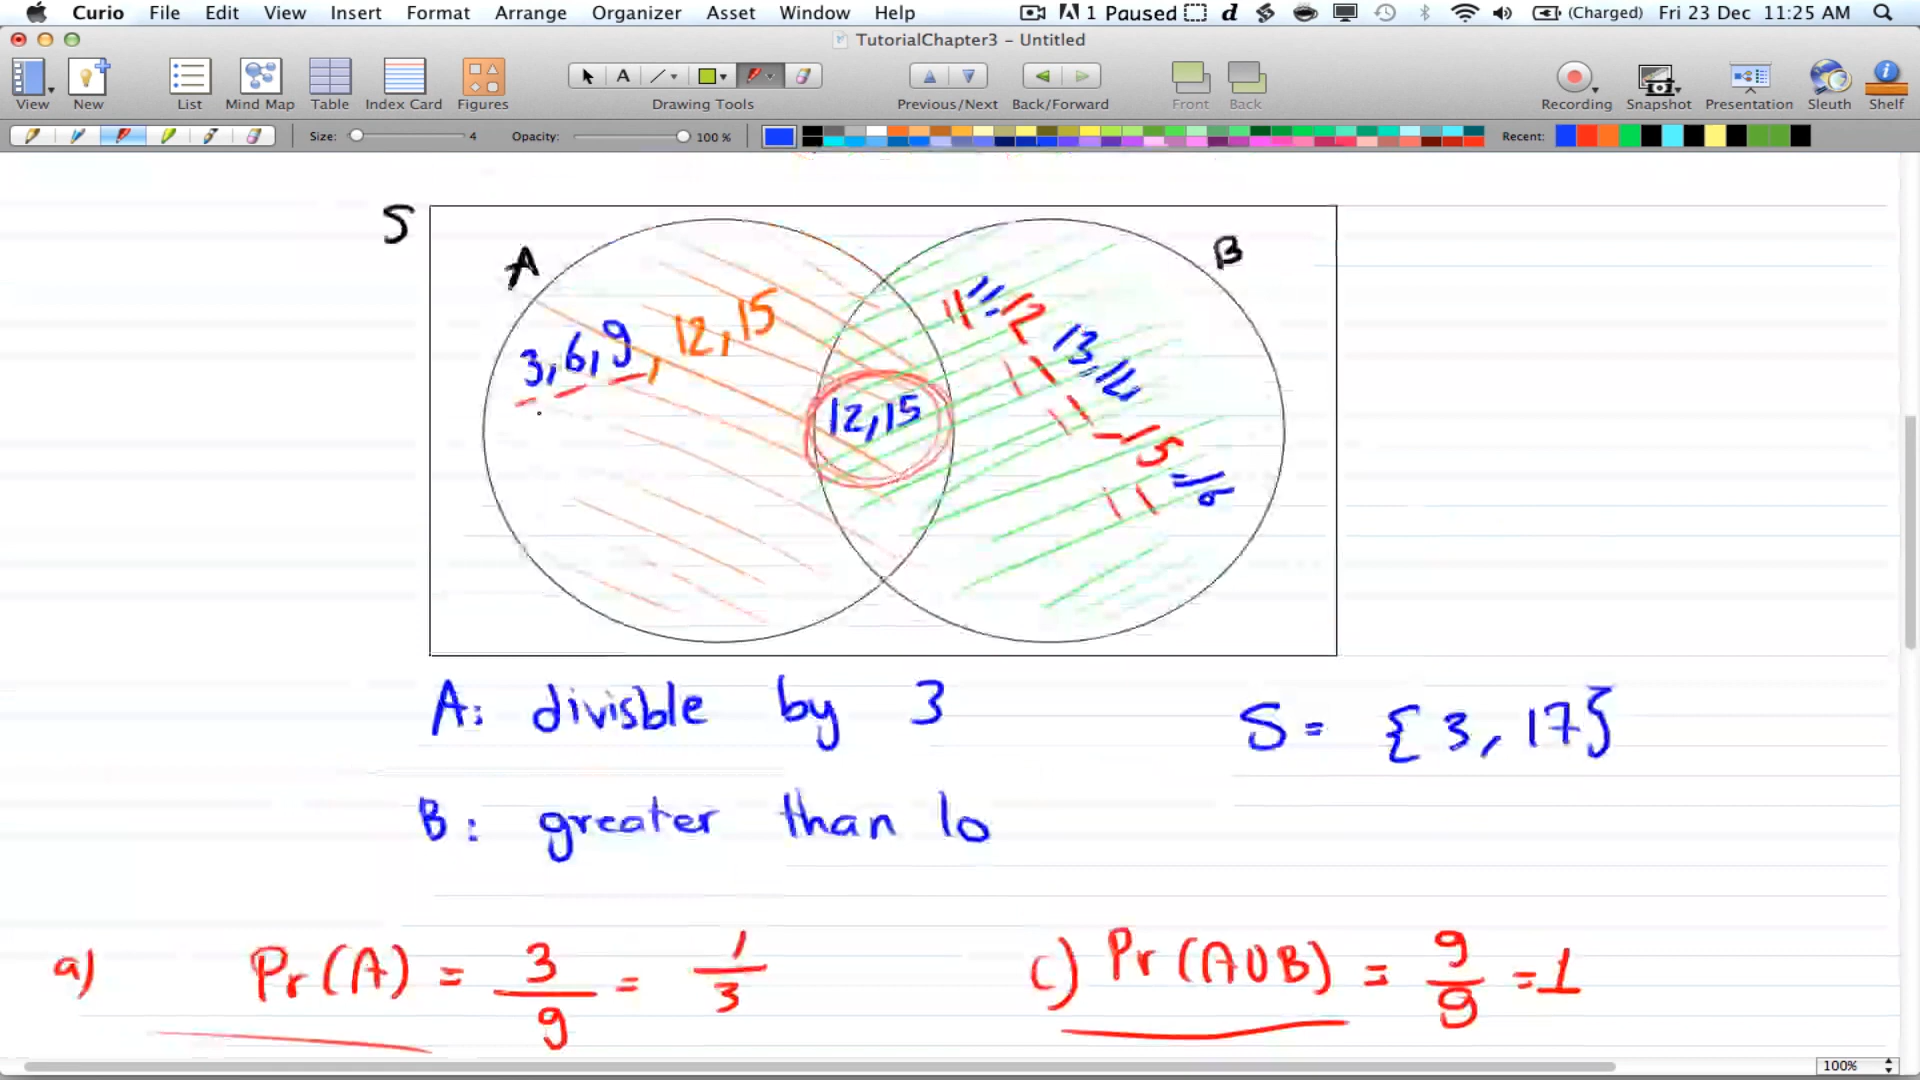 Curio File Edit View Insert Format Arrange Organizer Asset Window Help 1 Paused (Charged) Fri 23 Dec 11:25 AM
TutorialChapter3 – Untitled
View New List Mind Map Table Index Card Figures Drawing Tools Previous/Next Back/Forward Front Back Recording Snapshot Presentation Sleuth Shelf
Size: 4 Opacity: 100 % Recent:
S
A B
3, 6, 9, 12, 15
12, 15
11, 12
13, 14
15
16
A: divisble by 3
S = { 3, 17}
B: greater than 10
a) Pr(A) = 3/9 = 1/3
c) Pr(A∪B) = 9/9 = 1
100%